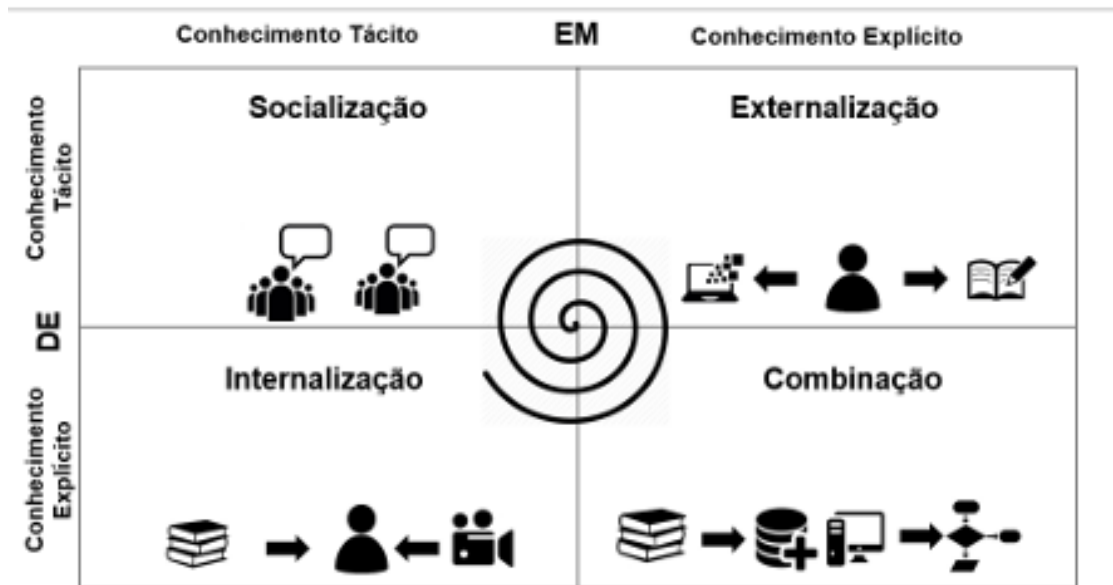 Conhecimento Tácito EM Conhecimento Explícito
Conhecimento
Tácito
Socialização
Externalização
DE
Conhecimento
Explícito
Internalização
Combinação